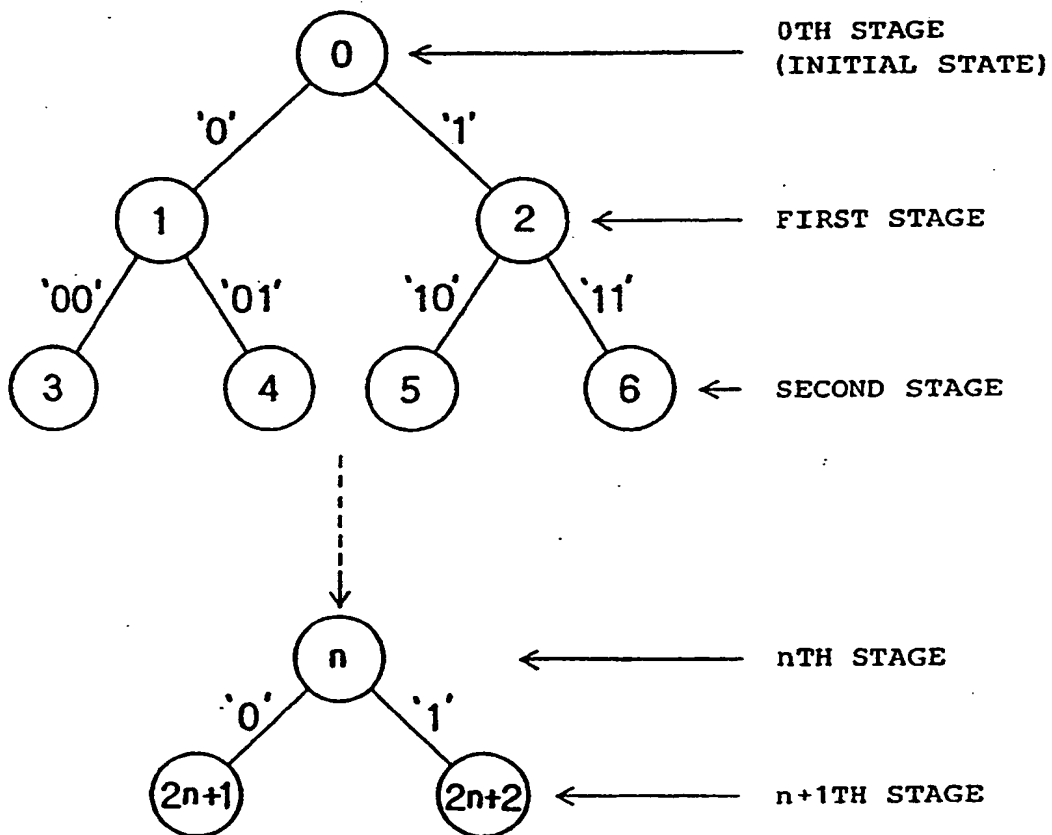 0
0TH STAGE
(INITIAL STATE)
'0'
'1'
1
2
FIRST STAGE
'00'
'01'
'10'
'11'
3
4
5
6
SECOND STAGE
n
nTH STAGE
'0'
'1'
2n+1
2n+2
n+1TH STAGE